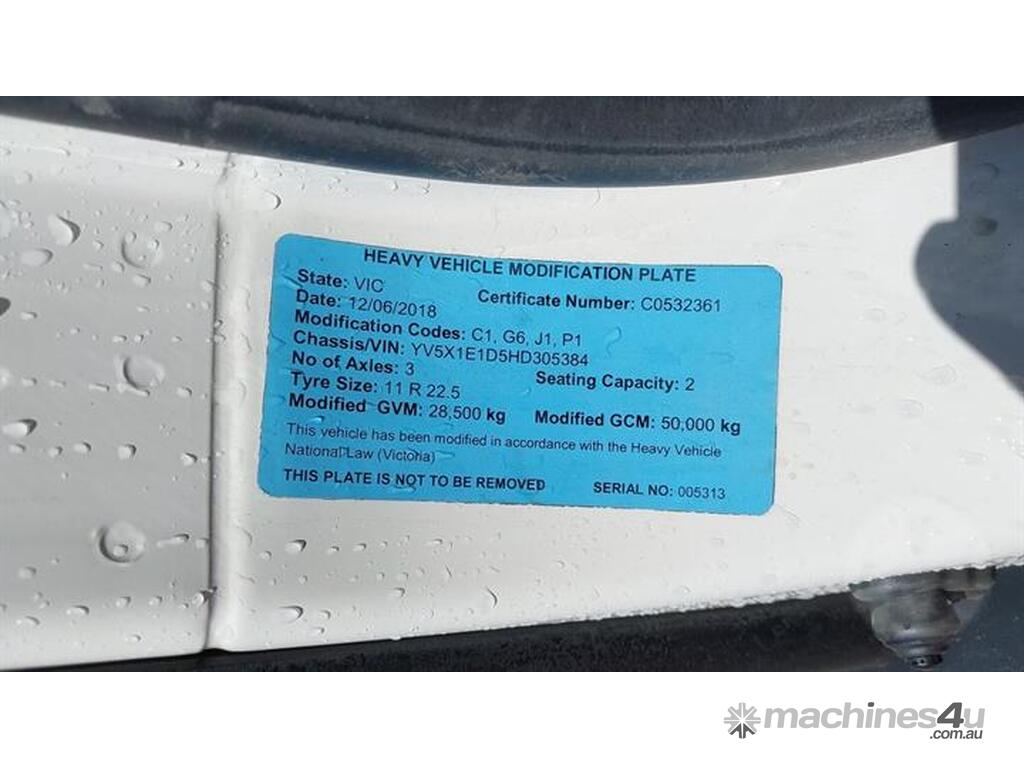 HEAVY VEHICLE MODIFICATION PLATE
State: VIC
Certificate Number: C0532361
Date: 12/06/2018
Modification Codes: C1, G6, J1, P1
Chassis/VIN: YV5X1E1D5HD305384
No of Axles: 3
Seating Capacity: 2
Tyre Size: 11 R 22.5
Modified GVM: 28,500 kg
Modified GCM: 50,000 kg
This vehicle has been modified in accordance with the Heavy Vehicle
National Law (Victoria)
THIS PLATE IS NOT TO BE REMOVED
SERIAL NO: 005313
machines4u
.com.au